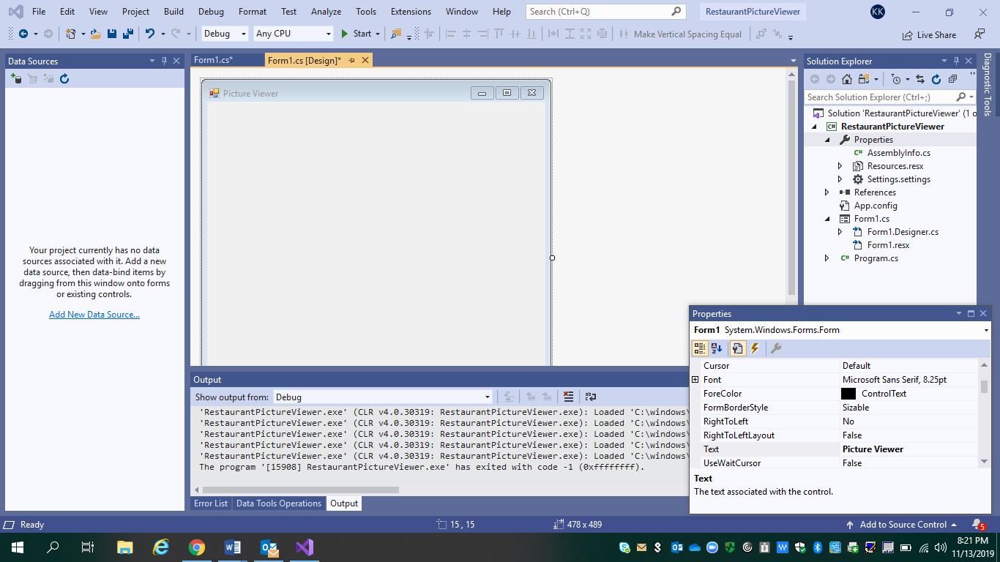 File Edit View Project Build Debug Format Test Analyze Tools Extensions Window Help Search (Ctrl+Q) RestaurantPictureViewer KK
Debug Any CPU Start Make Vertical Spacing Equal Live Share
Data Sources
Your project currently has no data
sources associated with it. Add a new
data source, then data-bind items by
dragging from this window onto forms
or existing controls.
Add New Data Source...
Form1.cs* Form1.cs [Design]*
Picture Viewer
Output
Show output from: Debug
'RestaurantPictureViewer.exe' (CLR v4.0.30319: RestaurantPictureViewer.exe): Loaded 'C:\windows\
'RestaurantPictureViewer.exe' (CLR v4.0.30319: RestaurantPictureViewer.exe): Loaded 'C:\windows\
'RestaurantPictureViewer.exe' (CLR v4.0.30319: RestaurantPictureViewer.exe): Loaded 'C:\windows\
'RestaurantPictureViewer.exe' (CLR v4.0.30319: RestaurantPictureViewer.exe): Loaded 'C:\windows\
'RestaurantPictureViewer.exe' (CLR v4.0.30319: RestaurantPictureViewer.exe): Loaded 'C:\windows\
The program '[15908] RestaurantPictureViewer.exe' has exited with code -1 (0xffffffff).
Error List Data Tools Operations Output
Solution Explorer
Search Solution Explorer (Ctrl+;)
Solution 'RestaurantPictureViewer' (1 o
C# RestaurantPictureViewer
Properties
C# AssemblyInfo.cs
Resources.resx
Settings.settings
References
App.config
Form1.cs
Form1.Designer.cs
Form1.resx
C# Program.cs
Diagnostic Tools
Properties
Form1 System.Windows.Forms.Form
Cursor Default
Font Microsoft Sans Serif, 8.25pt
ForeColor ControlText
FormBorderStyle Sizable
RightToLeft No
RightToLeftLayout False
Text Picture Viewer
UseWaitCursor False
Text
The text associated with the control.
Ready 15 , 15 478 x 489 Add to Source Control 5
8:21 PM
11/13/2019